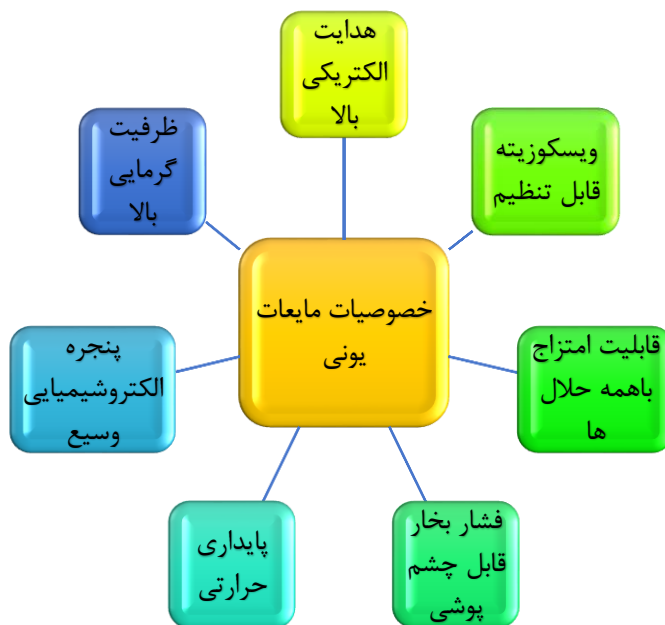 هدایت
الکتریکی
بالا
ویسکوزیته
قابل تنظیم
قابلیت امتزاج
باهمه حلال
ها
فشار بخار
قابل چشم
پوشی
پایداری
حرارتی
پنجره
الکتروشیمیایی
وسیع
ظرفیت
گرمایی
بالا
خصوصیات مایعات
یونی